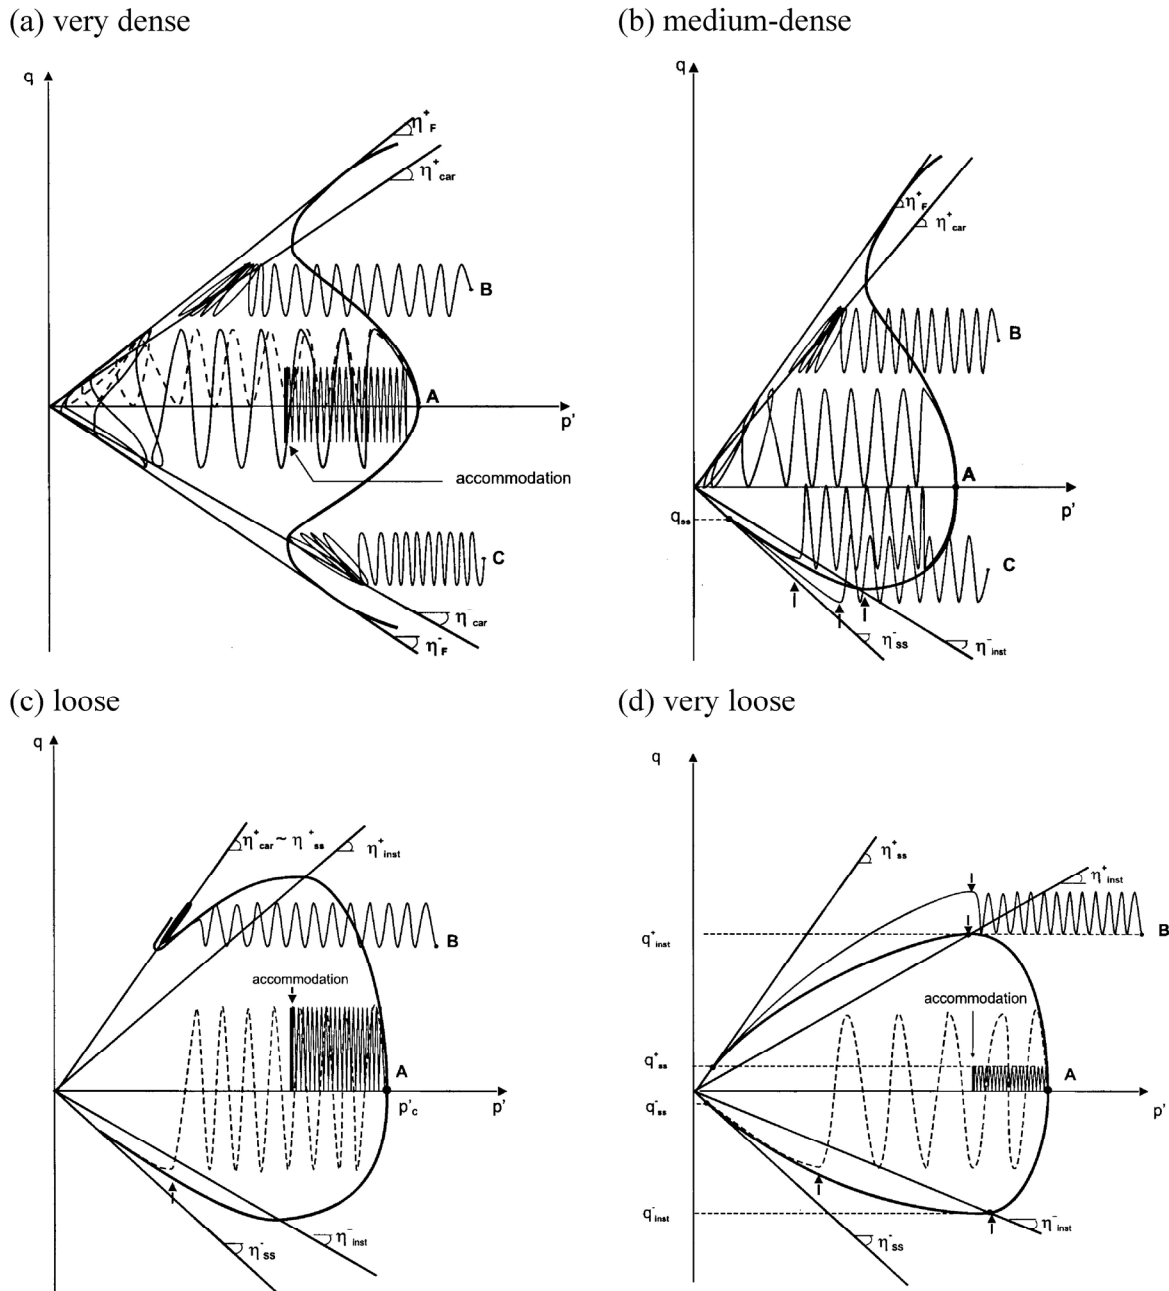 (a) very dense
q
η⁺F
η⁺car
B
A
p'
accommodation
C
η⁻car
η⁻F
(b) medium-dense
q
η⁺F
η⁺car
B
A
p'
qss
C
η⁻ss
η⁻inst
(c) loose
q
η⁺car ~ η⁺ss
η⁺inst
B
accommodation
A
p'c
p'
η⁻ss
η⁻inst
(d) very loose
q
η⁺ss
η⁺inst
B
q⁺inst
accommodation
q⁺ss
A
q⁻ss
p'
q⁻inst
η⁻inst
η⁻ss